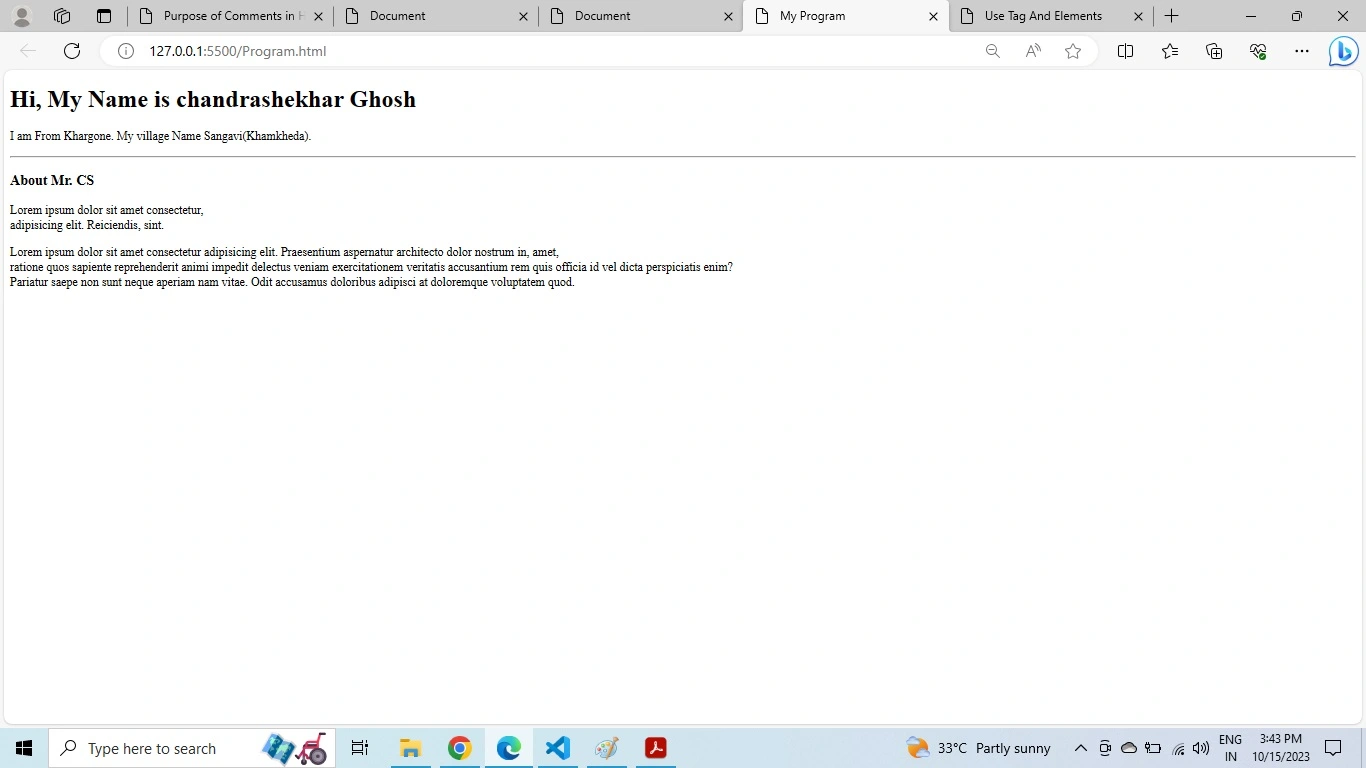 Purpose of Comments in H
Document
Document
My Program
Use Tag And Elements
127.0.0.1:5500/Program.html
Hi, My Name is chandrashekhar Ghosh
I am From Khargone. My village Name Sangavi(Khamkheda).
About Mr. CS
Lorem ipsum dolor sit amet consectetur,
adipisicing elit. Reiciendis, sint.
Lorem ipsum dolor sit amet consectetur adipisicing elit. Praesentium aspernatur architecto dolor nostrum in, amet,
ratione quos sapiente reprehenderit animi impedit delectus veniam exercitationem veritatis accusantium rem quis officia id vel dicta perspiciatis enim?
Pariatur saepe non sunt neque aperiam nam vitae. Odit accusamus doloribus adipisci at doloremque voluptatem quod.
Type here to search
33°C Partly sunny
ENG
IN
3:43 PM
10/15/2023